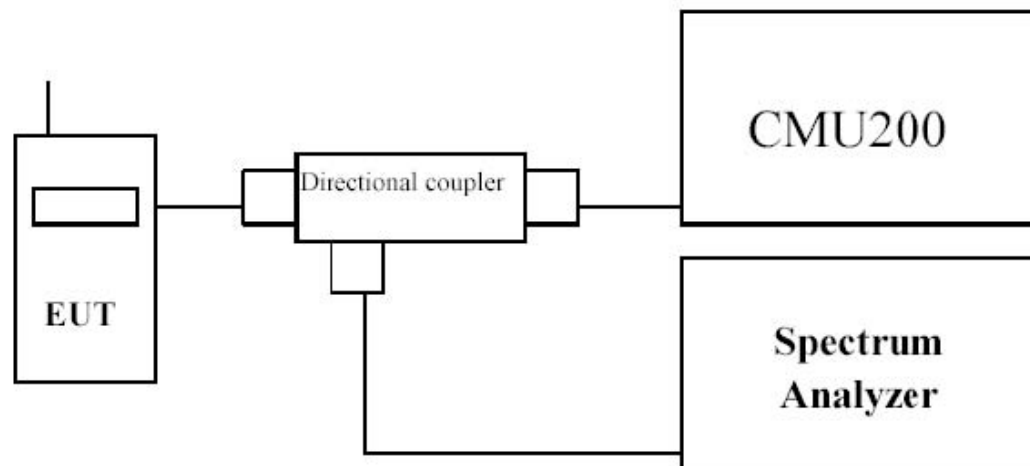 CMU200
Directional coupler
EUT
Spectrum
Analyzer